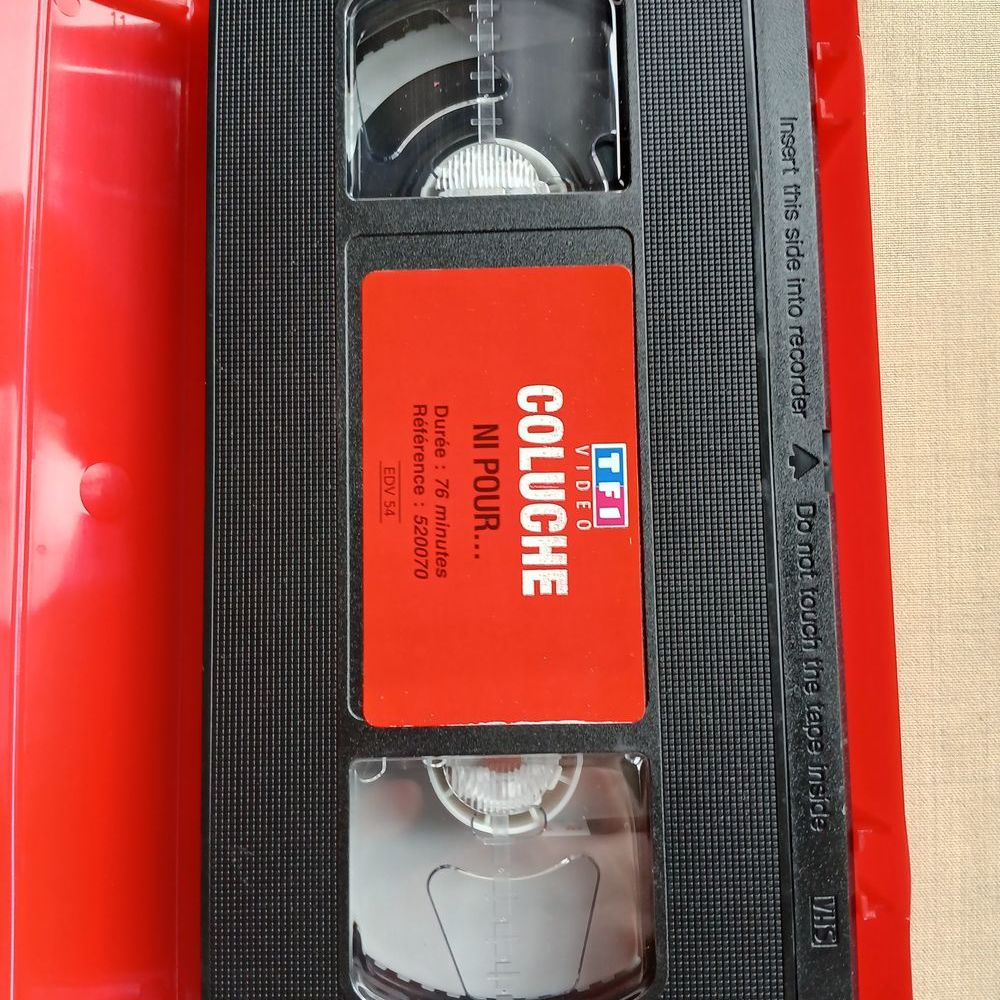 Insert this side into recorder ▲ Do not touch the tape inside
VHS
TF1
VIDEO
COLUCHE
NI POUR...
Durée : 76 minutes
Référence : 520070
EDV 54
11